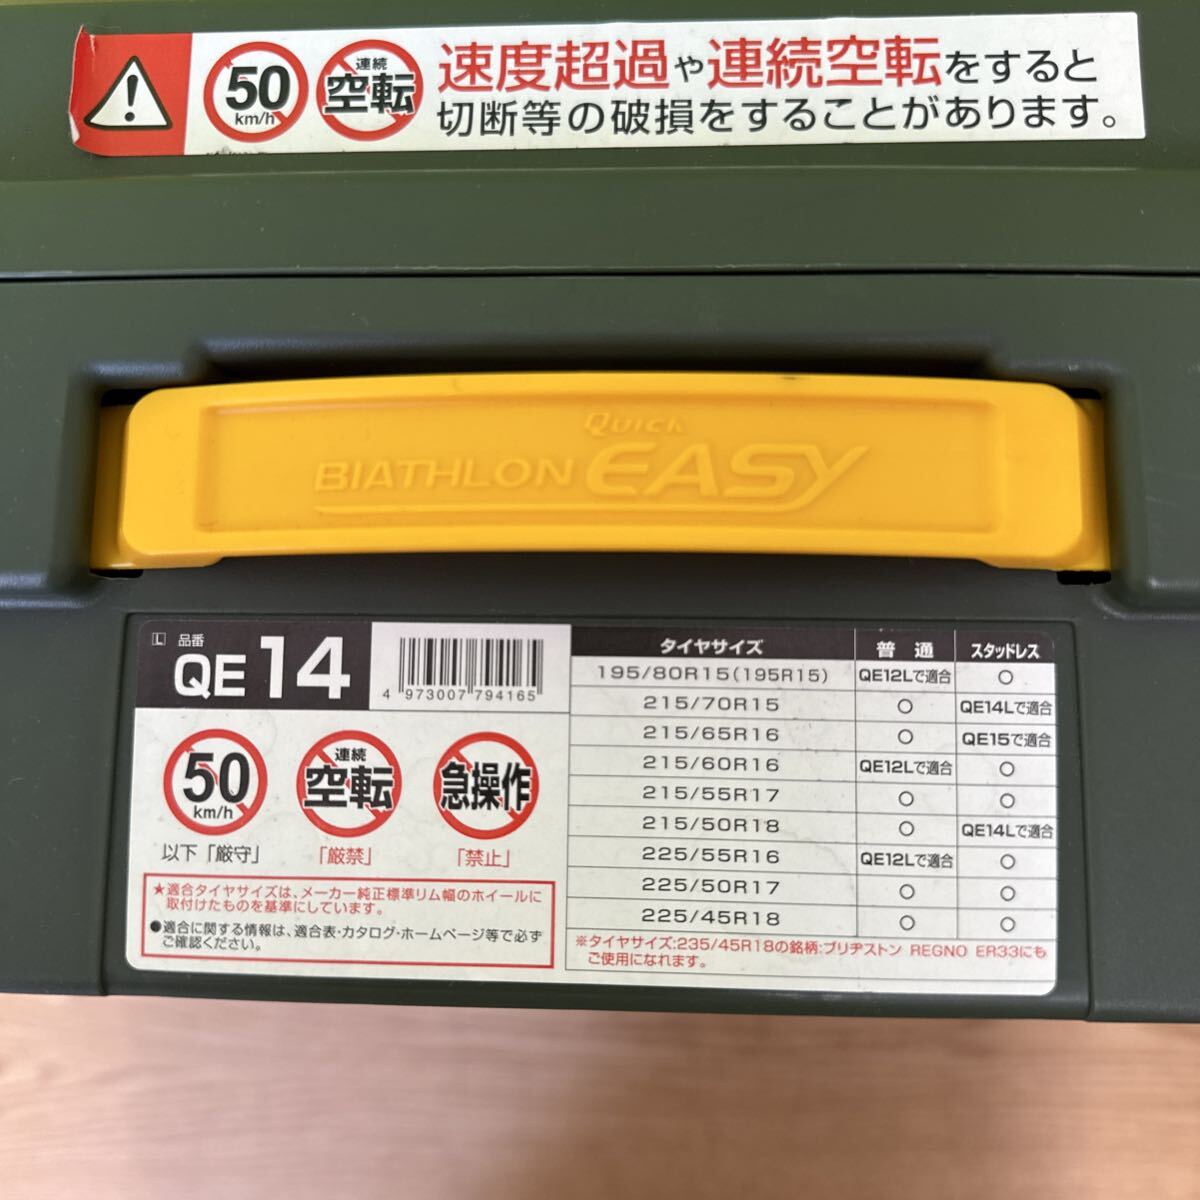 50 km/h 連続 空転 速度超過や連続空転をすると
切断等の破損をすることがあります。
QUICK
BIATHLON EASY
L 品番
QE14
4 973007 794165
50 km/h
以下「厳守」
連続 空転
「厳禁」
急操作
「禁止」
★適合タイヤサイズは、メーカー純正標準リム幅のホイールに
取付けたものを基準にしています。
●適合に関する情報は、適合表・カタログ・ホームページ等で必ず
ご確認ください。
タイヤサイズ 普通 スタッドレス
195/80R15(195R15) QE12Lで適合 ○
215/70R15 ○ QE14Lで適合
215/65R16 ○ QE15で適合
215/60R16 QE12Lで適合 ○
215/55R17 ○ ○
215/50R18 ○ QE14Lで適合
225/55R16 QE12Lで適合 ○
225/50R17 ○ ○
225/45R18 ○ ○
※タイヤサイズ:235/45R18の銘柄:ブリヂストン REGNO ER33にも
ご使用になれます。